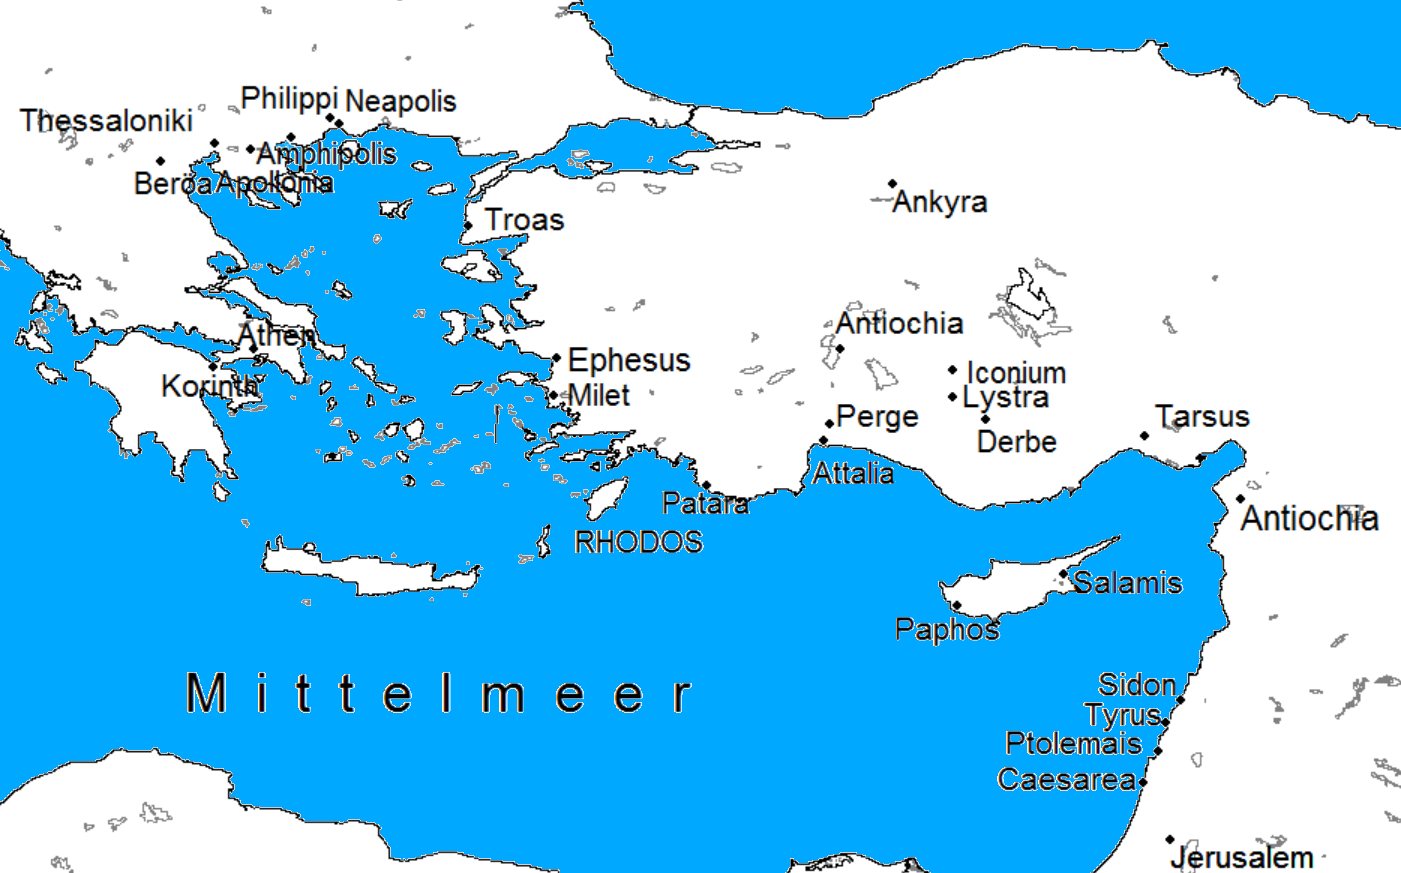 Philippi Neapolis
Thessaloniki
Amphipolis
Beröa Apollonia
Ankyra
Troas
Antiochia
Athen
Ephesus
Iconium
Korinth
Milet
Lystra
Perge
Tarsus
Derbe
Attalia
Patara
Antiochia
RHODOS
Salamis
Paphos
Mittelmeer
Sidon
Tyrus
Ptolemais
Caesarea
Jerusalem